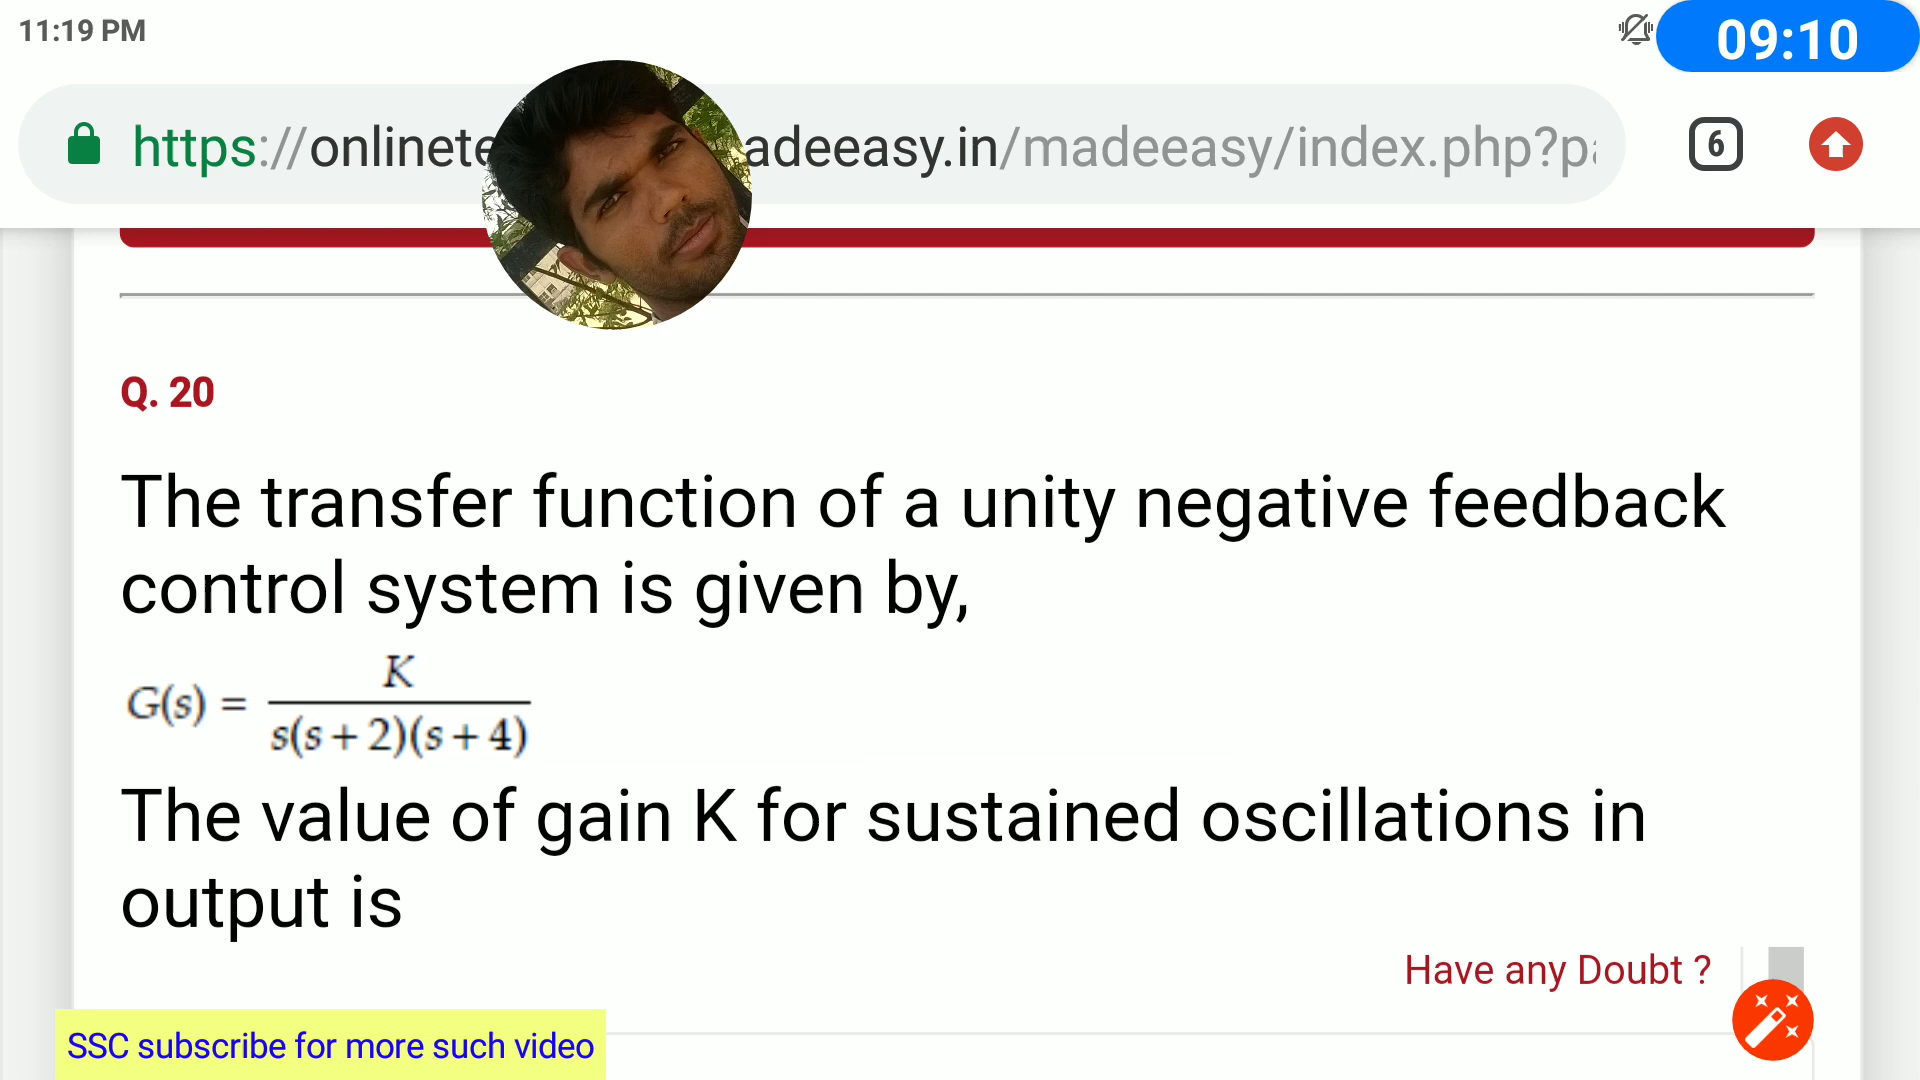 11:19 PM
09:10
https://onlinete adeeasy.in/madeeasy/index.php?pa
6
Q. 20
The transfer function of a unity negative feedback
control system is given by,
G(s) = K / s(s + 2)(s + 4)
The value of gain K for sustained oscillations in
output is
Have any Doubt ?
SSC subscribe for more such video